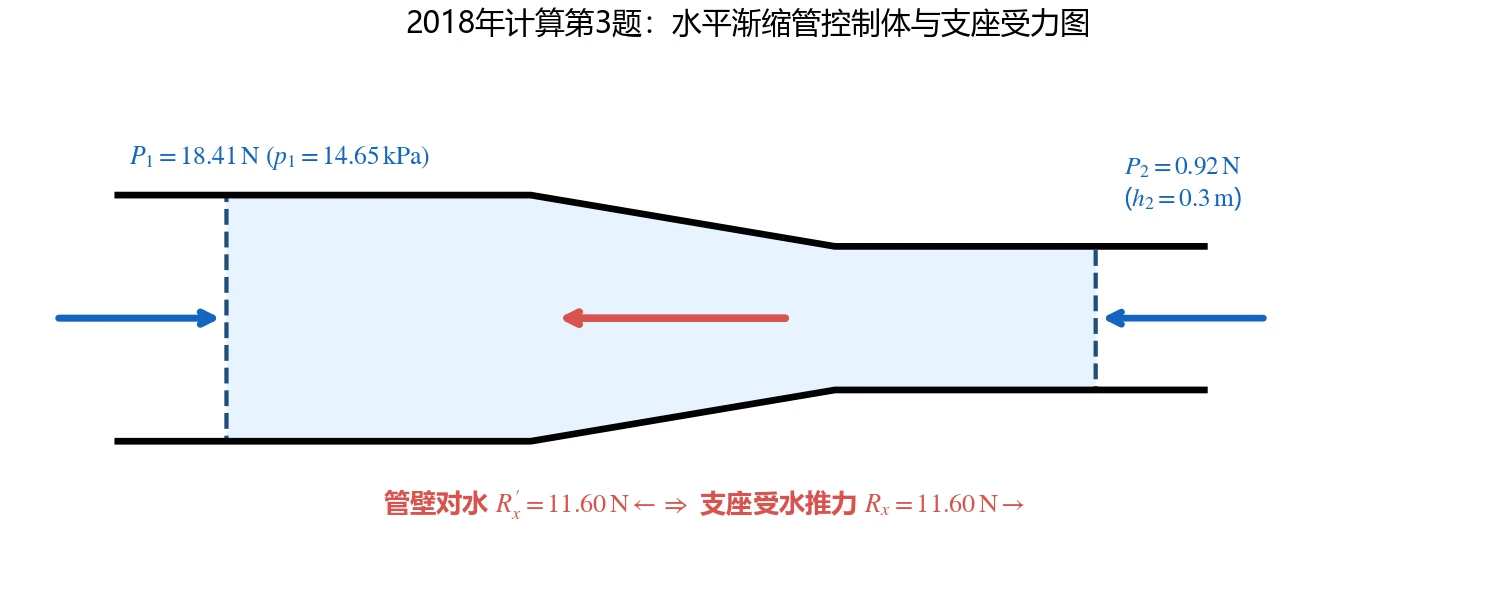 2018年计算第3题：水平渐缩管控制体与支座受力图
P₁ = 18.41 N (p₁ = 14.65 kPa)
P₂ = 0.92 N
(h₂ = 0.3 m)
管壁对水 R′ₓ = 11.60 N ← ⇒ 支座受水推力 Rₓ = 11.60 N →